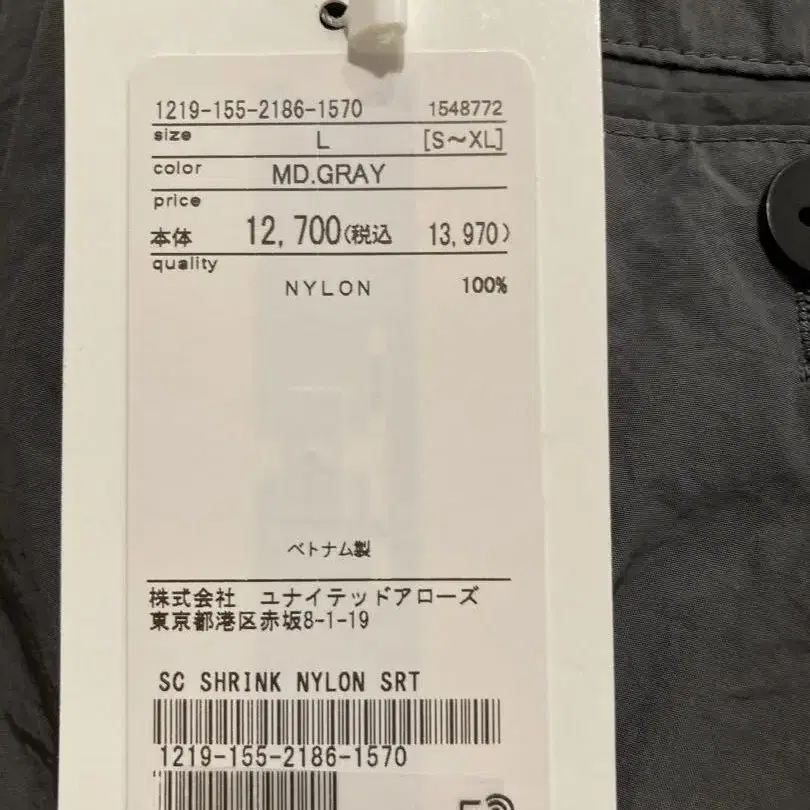 1219-155-2186-1570 1548772
size L [S〜XL]
color MD.GRAY
price
本体 12,700(税込 13,970)
quality
NYLON 100%
ベトナム製
株式会社 ユナイテッドアローズ
東京都港区赤坂8-1-19
SC SHRINK NYLON SRT
1219-155-2186-1570